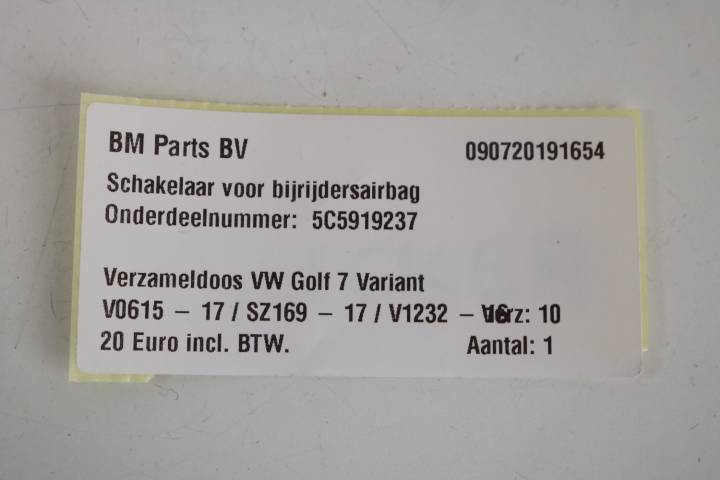 BM Parts BV 090720191654
Schakelaar voor bijrijdersairbag
Onderdeelnummer: 5C5919237
Verzameldoos VW Golf 7 Variant
V0615 – 17 / SZ169 – 17 / V1232 – 10
20 Euro incl. BTW. Aantal: 1